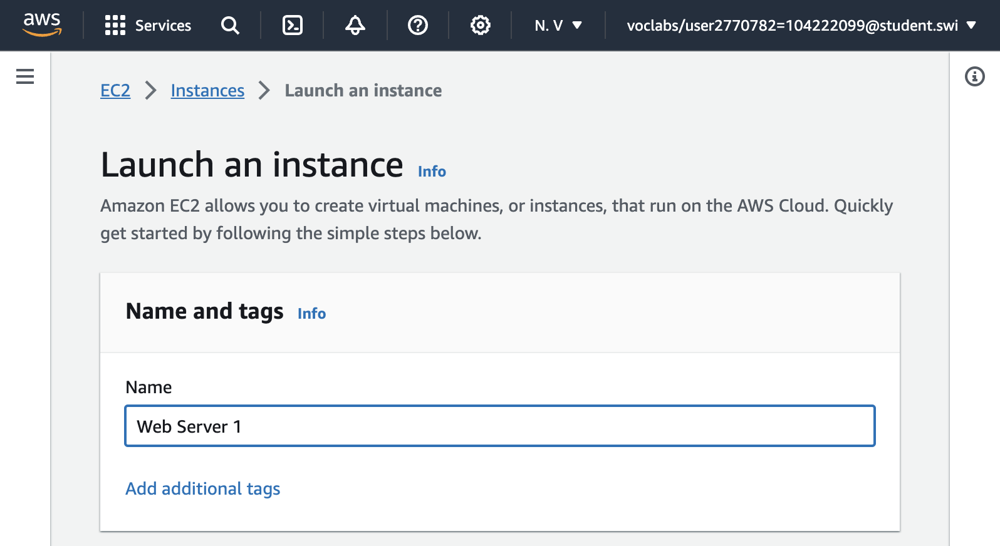 aws Services N. V voclabs/user2770782=104222099@student.swi
EC2 Instances Launch an instance
Launch an instance Info
Amazon EC2 allows you to create virtual machines, or instances, that run on the AWS Cloud. Quickly
get started by following the simple steps below.
Name and tags Info
Name
Web Server 1
Add additional tags